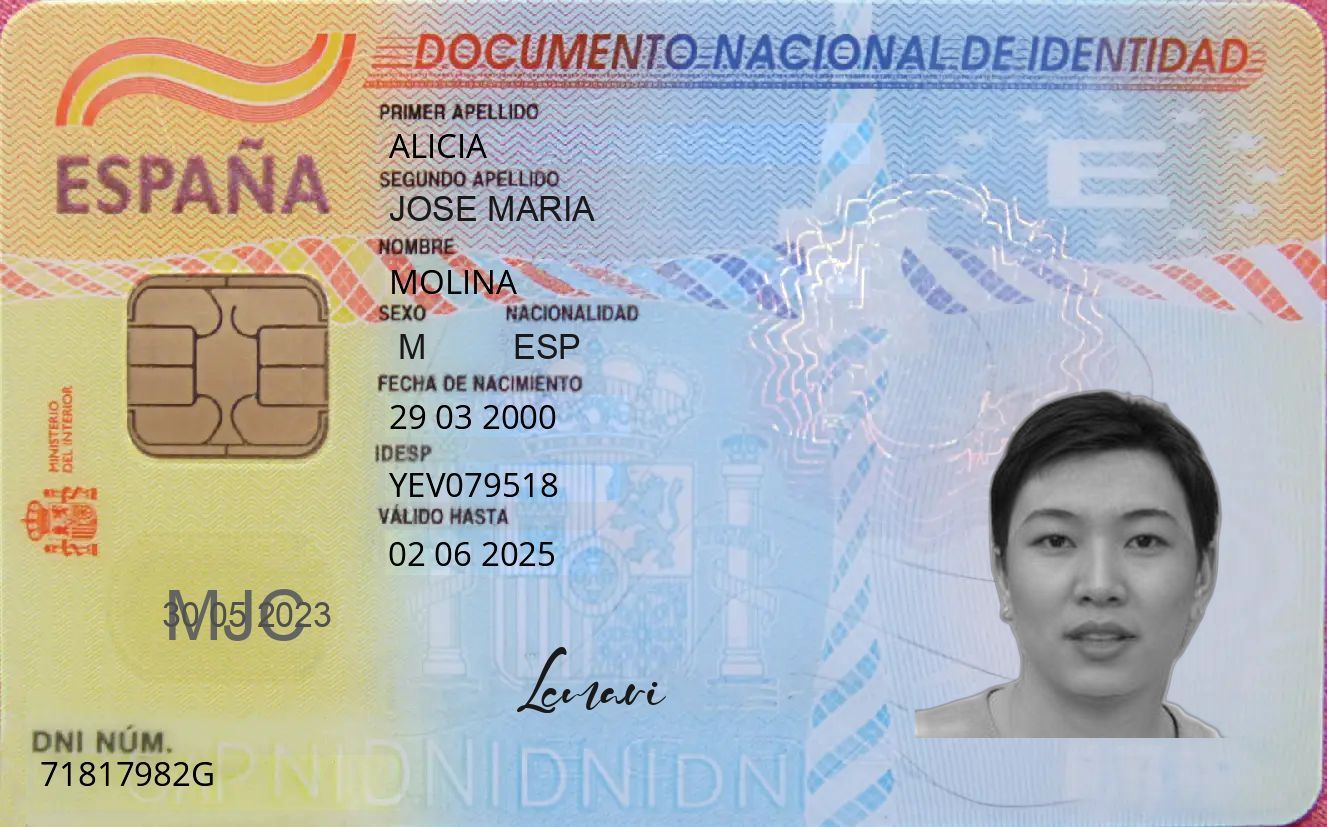 DOCUMENTO NACIONAL DE IDENTIDAD
ESPAÑA
PRIMER APELLIDO
ALICIA
SEGUNDO APELLIDO
JOSE MARIA
NOMBRE
MOLINA
SEXO NACIONALIDAD
M ESP
FECHA DE NACIMIENTO
29 03 2000
IDESP
YEV079518
VÁLIDO HASTA
02 06 2025
MINISTERIO
DEL INTERIOR
E
MJC
30 05 2023
DNI NÚM.
71817982G
DNIDNIDNIDNI